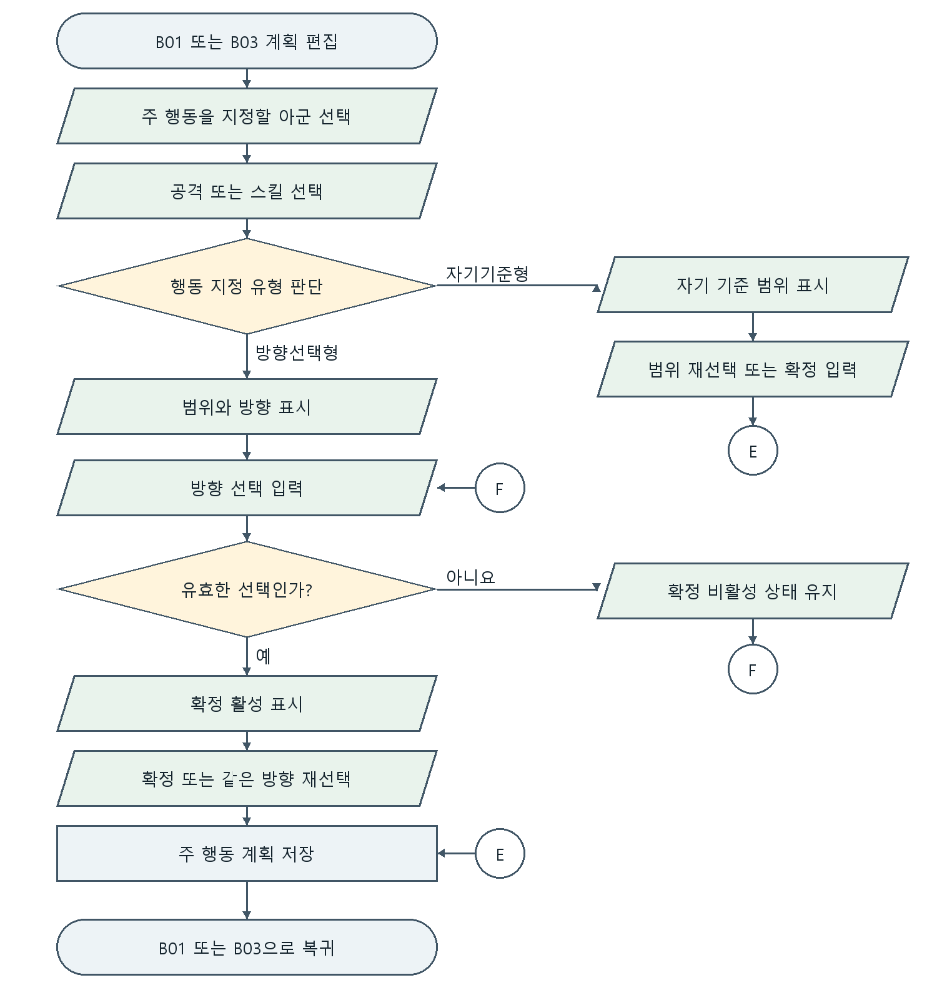 B01 또는 B03 계획 편집
주 행동을 지정할 아군 선택
공격 또는 스킬 선택
행동 지정 유형 판단
자기기준형
자기 기준 범위 표시
방향선택형
범위 재선택 또는 확정 입력
범위와 방향 표시
E
방향 선택 입력
F
유효한 선택인가?
아니요
확정 비활성 상태 유지
예
F
확정 활성 표시
확정 또는 같은 방향 재선택
주 행동 계획 저장
E
B01 또는 B03으로 복귀